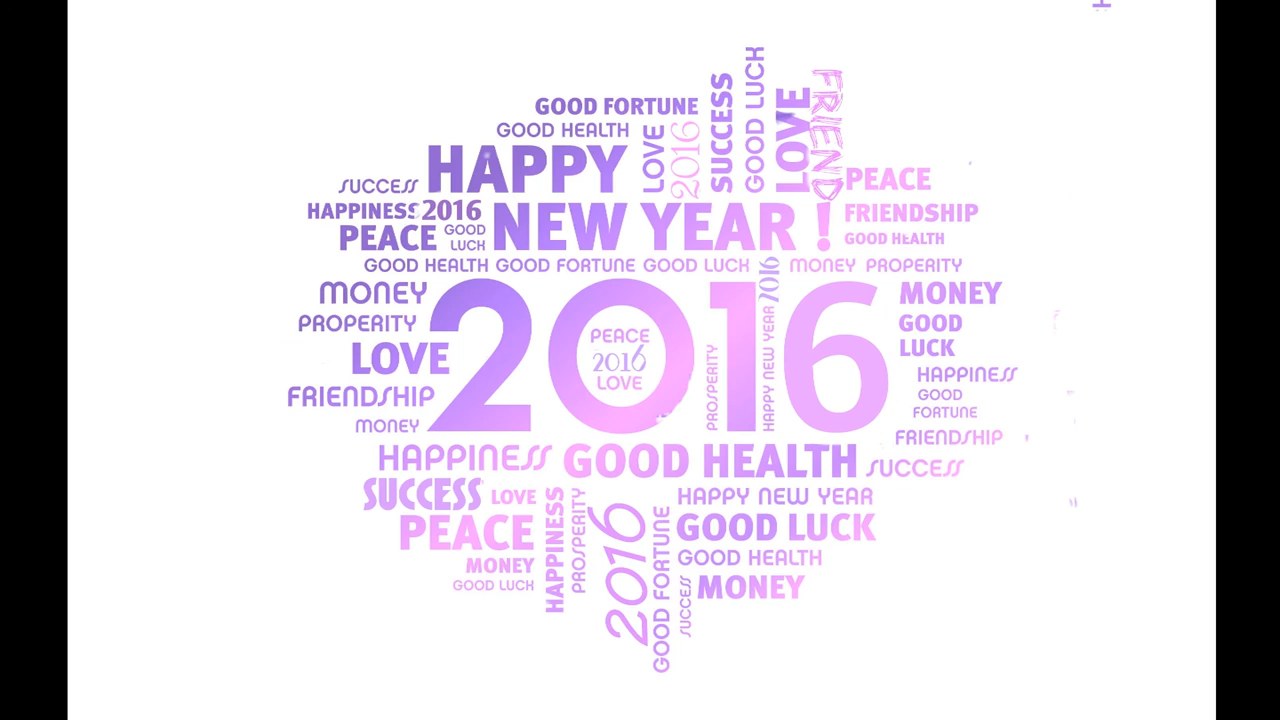 GOOD FORTUNE
GOOD HEALTH
HAPPY
LOVE
2016
SUCCESS
GOOD LUCK
LOVE
FRIEND
SUCCESS
PEACE
HAPPINESS
2016
NEW YEAR !
FRIENDSHIP
PEACE
GOOD
LUCK
GOOD HEALTH
GOOD HEALTH GOOD FORTUNE GOOD LUCK
2016
MONEY PROPERITY
MONEY
2016
MONEY
PROPERITY
PEACE
2016
LOVE
PROSPERITY
HAPPY NEW YEAR
GOOD
LUCK
LOVE
HAPPINESS
FRIENDSHIP
GOOD
FORTUNE
MONEY
FRIENDSHIP
HAPPINESS
GOOD HEALTH
SUCCESS
SUCCESS
LOVE
HAPPINESS
PROSPERITY
2016
GOOD FORTUNE
HAPPY NEW YEAR
PEACE
GOOD LUCK
MONEY
GOOD HEALTH
GOOD LUCK
SUCCESS
MONEY